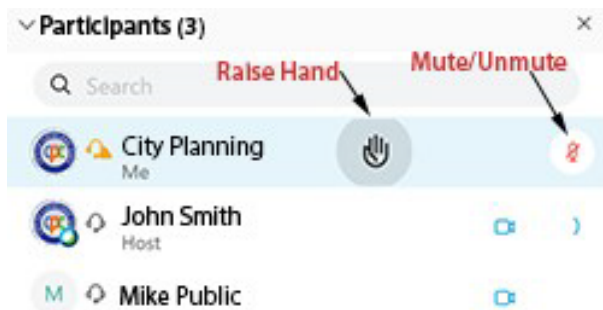 Participants (3)
Search
Raise Hand
Mute/Unmute
City Planning
Me
John Smith
Host
M
Mike Public